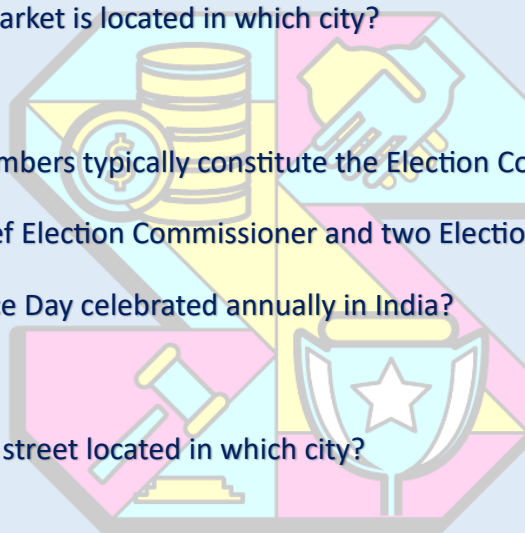 arket is located in which city?
mbers typically constitute the Election Co
ef Election Commissioner and two Electio
e Day celebrated annually in India?
street located in which city?
$